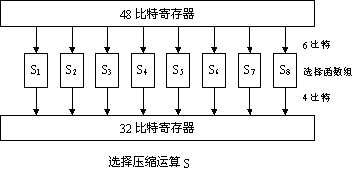 48 比特寄存器
6 比特
S1 S2 S3 S4 S5 S6 S7 S8 选择函数组
4 比特
32 比特寄存器
选择压缩运算 S